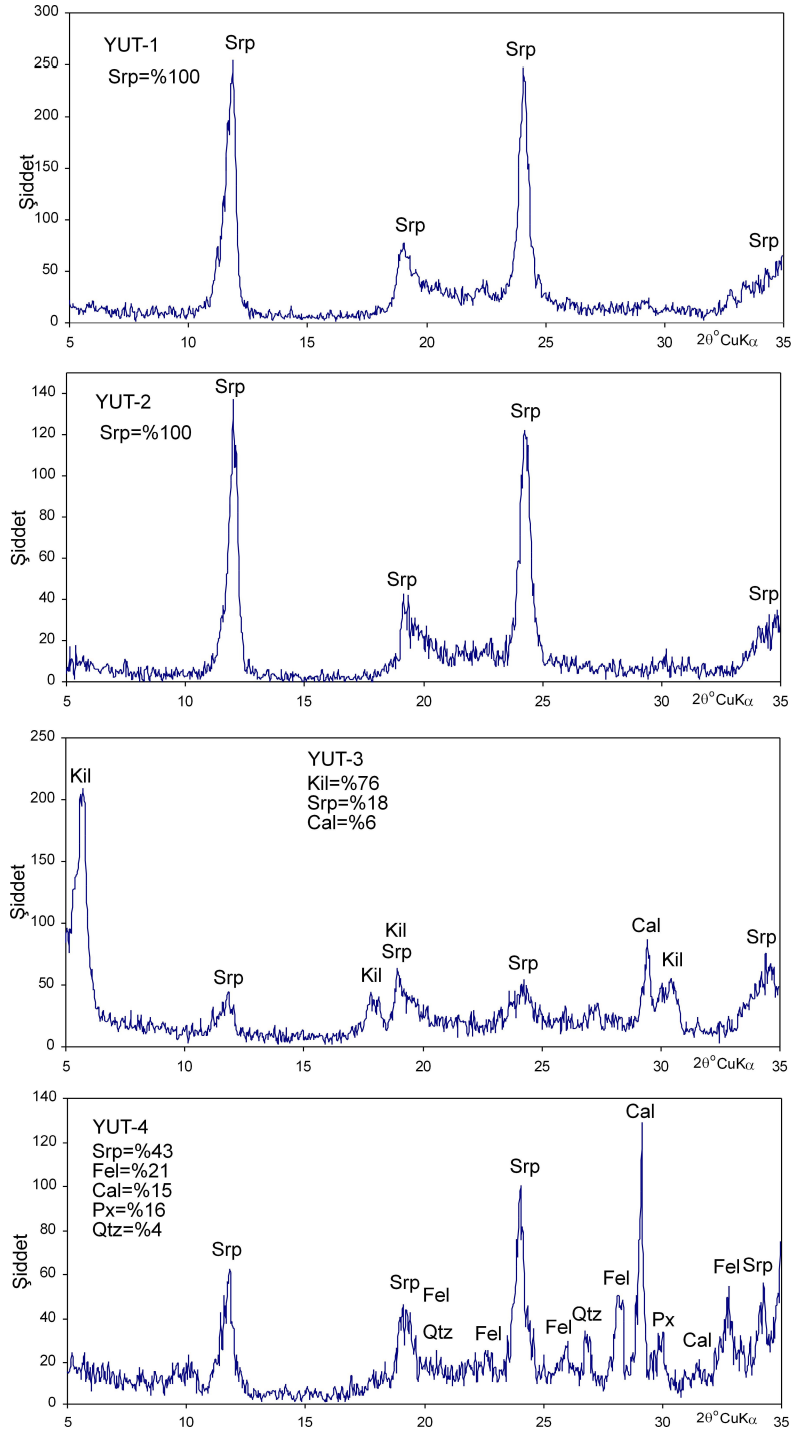 300
YUT-1
Srp
Srp
Srp=%100
250
200
Şiddet
150
100
Srp
Srp
50
0
5
10
15
20
25
30
2θ°CuKα
35
140
YUT-2
Srp
Srp
Srp=%100
120
100
80
Şiddet
60
40
Srp
Srp
20
0
5
10
15
20
25
30
2θ°CuKα
35
250
YUT-3
Kil
Kil=%76
Srp=%18
Cal=%6
200
150
Şiddet
100
Kil
Srp
Cal
Srp
Kil
Srp
Srp
Kil
50
0
5
10
15
20
25
30
2θ°CuKα
35
140
YUT-4
Srp=%43
Fel=%21
Cal=%15
Px=%16
Qtz=%4
Cal
120
100
Srp
80
Şiddet
60
Srp
Srp
Fel
Fel
Fel
Srp
40
Qtz
Fel
Fel
Qtz
Px
Cal
20
0
5
10
15
20
25
30
2θ°CuKα
35